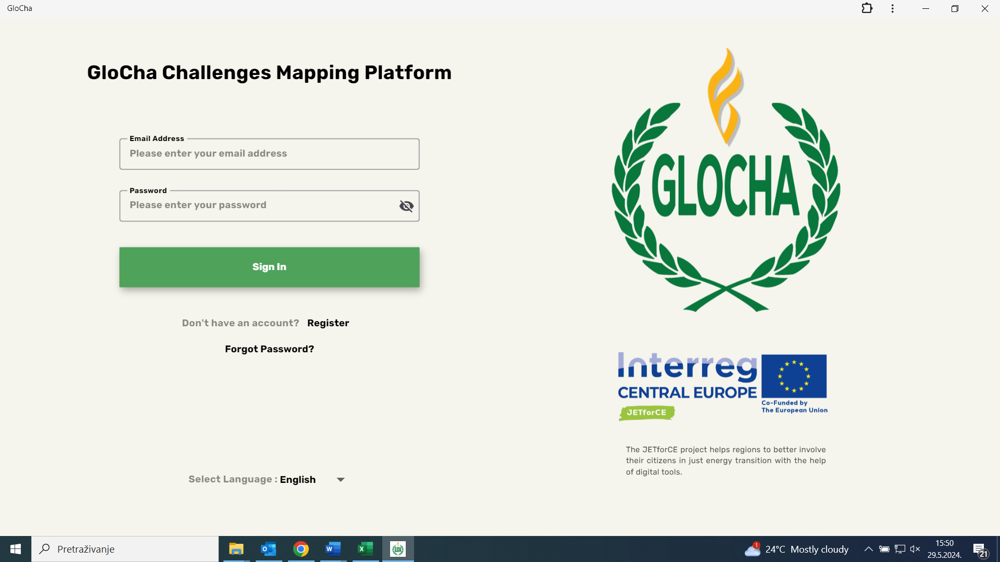 GloCha
GloCha Challenges Mapping Platform
Email Address
Please enter your email address
Password
Please enter your password
Sign In
Don't have an account? Register
Forgot Password?
Select Language : English
GLOCHA
Interreg
CENTRAL EUROPE
JETforCE
Co-Funded by
The European Union
The JETforCE project helps regions to better involve
their citizens in just energy transition with the help
of digital tools.
Pretraživanje
1
24°C Mostly cloudy
15:50
29.5.2024.
21